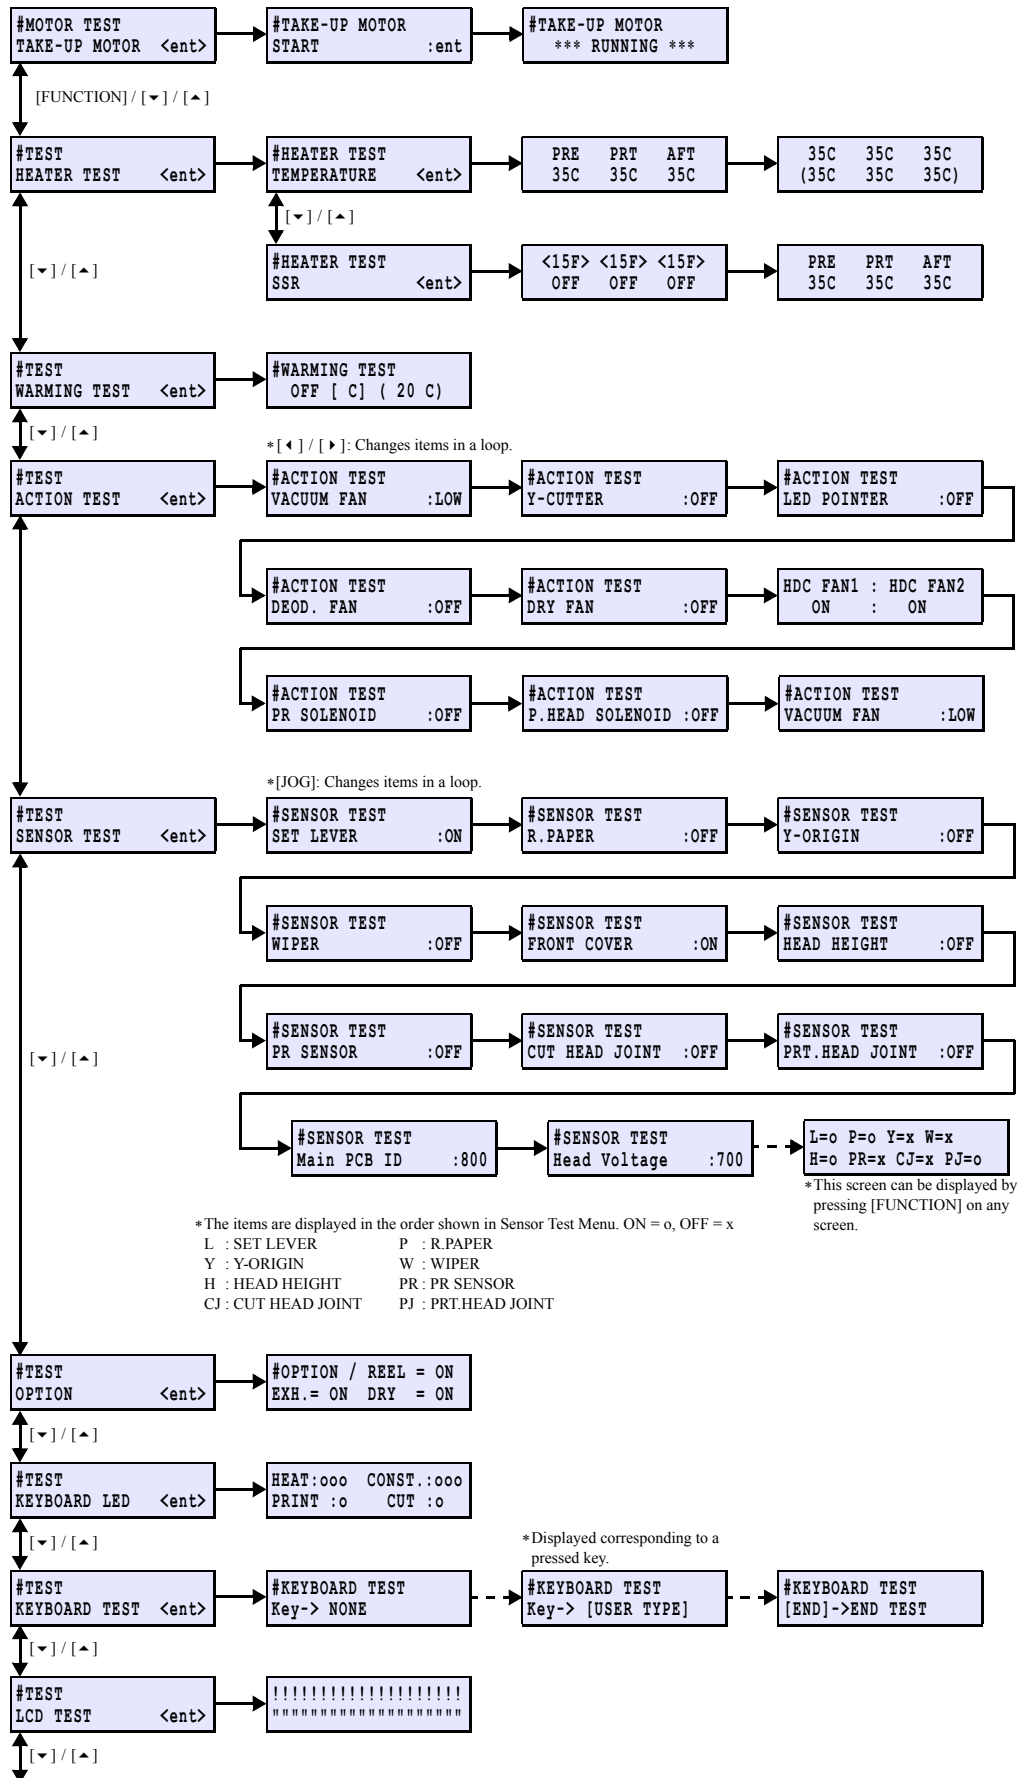 #MOTOR TEST
TAKE-UP MOTOR <ent>
#TAKE-UP MOTOR
START :ent
#TAKE-UP MOTOR
*** RUNNING ***
[FUNCTION] / [▼] / [▲]
#TEST
HEATER TEST <ent>
#HEATER TEST
TEMPERATURE <ent>
PRE PRT AFT
35C 35C 35C
35C 35C 35C
(35C 35C 35C)
[▼] / [▲]
#HEATER TEST
SSR <ent>
<15F> <15F> <15F>
OFF OFF OFF
PRE PRT AFT
35C 35C 35C
[▼] / [▲]
#TEST
WARMING TEST <ent>
#WARMING TEST
OFF [ C] ( 20 C)
[▼] / [▲]
*[◀] / [▶]: Changes items in a loop.
#TEST
ACTION TEST <ent>
#ACTION TEST
VACUUM FAN :LOW
#ACTION TEST
Y-CUTTER :OFF
#ACTION TEST
LED POINTER :OFF
#ACTION TEST
DEOD. FAN :OFF
#ACTION TEST
DRY FAN :OFF
HDC FAN1 : HDC FAN2
ON : ON
#ACTION TEST
PR SOLENOID :OFF
#ACTION TEST
P.HEAD SOLENOID :OFF
#ACTION TEST
VACUUM FAN :LOW
*[JOG]: Changes items in a loop.
#TEST
SENSOR TEST <ent>
#SENSOR TEST
SET LEVER :ON
#SENSOR TEST
R.PAPER :OFF
#SENSOR TEST
Y-ORIGIN :OFF
#SENSOR TEST
WIPER :OFF
#SENSOR TEST
FRONT COVER :ON
#SENSOR TEST
HEAD HEIGHT :OFF
#SENSOR TEST
PR SENSOR :OFF
#SENSOR TEST
CUT HEAD JOINT :OFF
#SENSOR TEST
PRT.HEAD JOINT :OFF
[▼] / [▲]
#SENSOR TEST
Main PCB ID :800
#SENSOR TEST
Head Voltage :700
L=o P=o Y=x W=x
H=o PR=x CJ=x PJ=o
*This screen can be displayed by
pressing [FUNCTION] on any
screen.
*The items are displayed in the order shown in Sensor Test Menu. ON = o, OFF = x
L : SET LEVER P : R.PAPER
Y : Y-ORIGIN W : WIPER
H : HEAD HEIGHT PR : PR SENSOR
CJ : CUT HEAD JOINT PJ : PRT.HEAD JOINT
#TEST
OPTION <ent>
#OPTION / REEL = ON
EXH.= ON DRY = ON
[▼] / [▲]
#TEST
KEYBOARD LED <ent>
HEAT:ooo CONST.:ooo
PRINT :o CUT :o
[▼] / [▲]
*Displayed corresponding to a
pressed key.
#TEST
KEYBOARD TEST <ent>
#KEYBOARD TEST
Key-> NONE
#KEYBOARD TEST
Key-> [USER TYPE]
#KEYBOARD TEST
[END]->END TEST
[▼] / [▲]
#TEST
LCD TEST <ent>
!!!!!!!!!!!!!!!!!!!!
""""""""""""""""""""
[▼] / [▲]